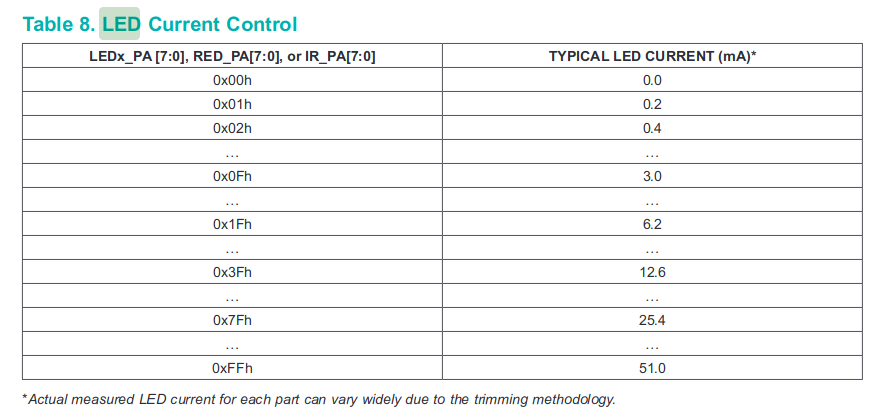 Table 8. LED Current Control
LEDx_PA [7:0], RED_PA[7:0], or IR_PA[7:0] TYPICAL LED CURRENT (mA)*
0x00h 0.0
0x01h 0.2
0x02h 0.4
… …
0x0Fh 3.0
… …
0x1Fh 6.2
… …
0x3Fh 12.6
… …
0x7Fh 25.4
… …
0xFFh 51.0
*Actual measured LED current for each part can vary widely due to the trimming methodology.